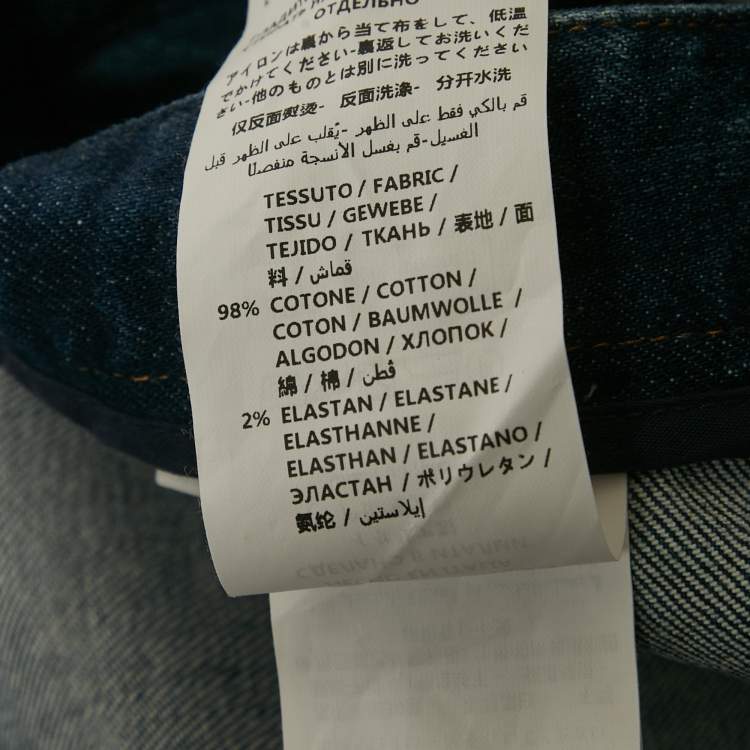 ОТДЕЛЬНО
アイロンは裏から当て布をして、低温
でかけてください-裏返してお洗いくだ
さい-他のものとは別に洗ってください
仅反面熨烫- 反面洗涤- 分开水洗
قم بالكي فقط على الظهر -يُقلب على الظهر قبل
الغسيل-قم بغسل الأنسجة منفصلا
TESSUTO / FABRIC /
TISSU / GEWEBE /
TEJIDO / ТКАНЬ / 表地 / 面
料 / قماش
98% COTONE / COTTON /
COTON / BAUMWOLLE /
ALGODON / ХЛОПОК /
綿 / 棉 / قطن
2% ELASTAN / ELASTANE /
ELASTHANNE /
ELASTHAN / ELASTANO /
ЭЛАСТАН / ポリウレタン /
氨纶 / إيلاستين